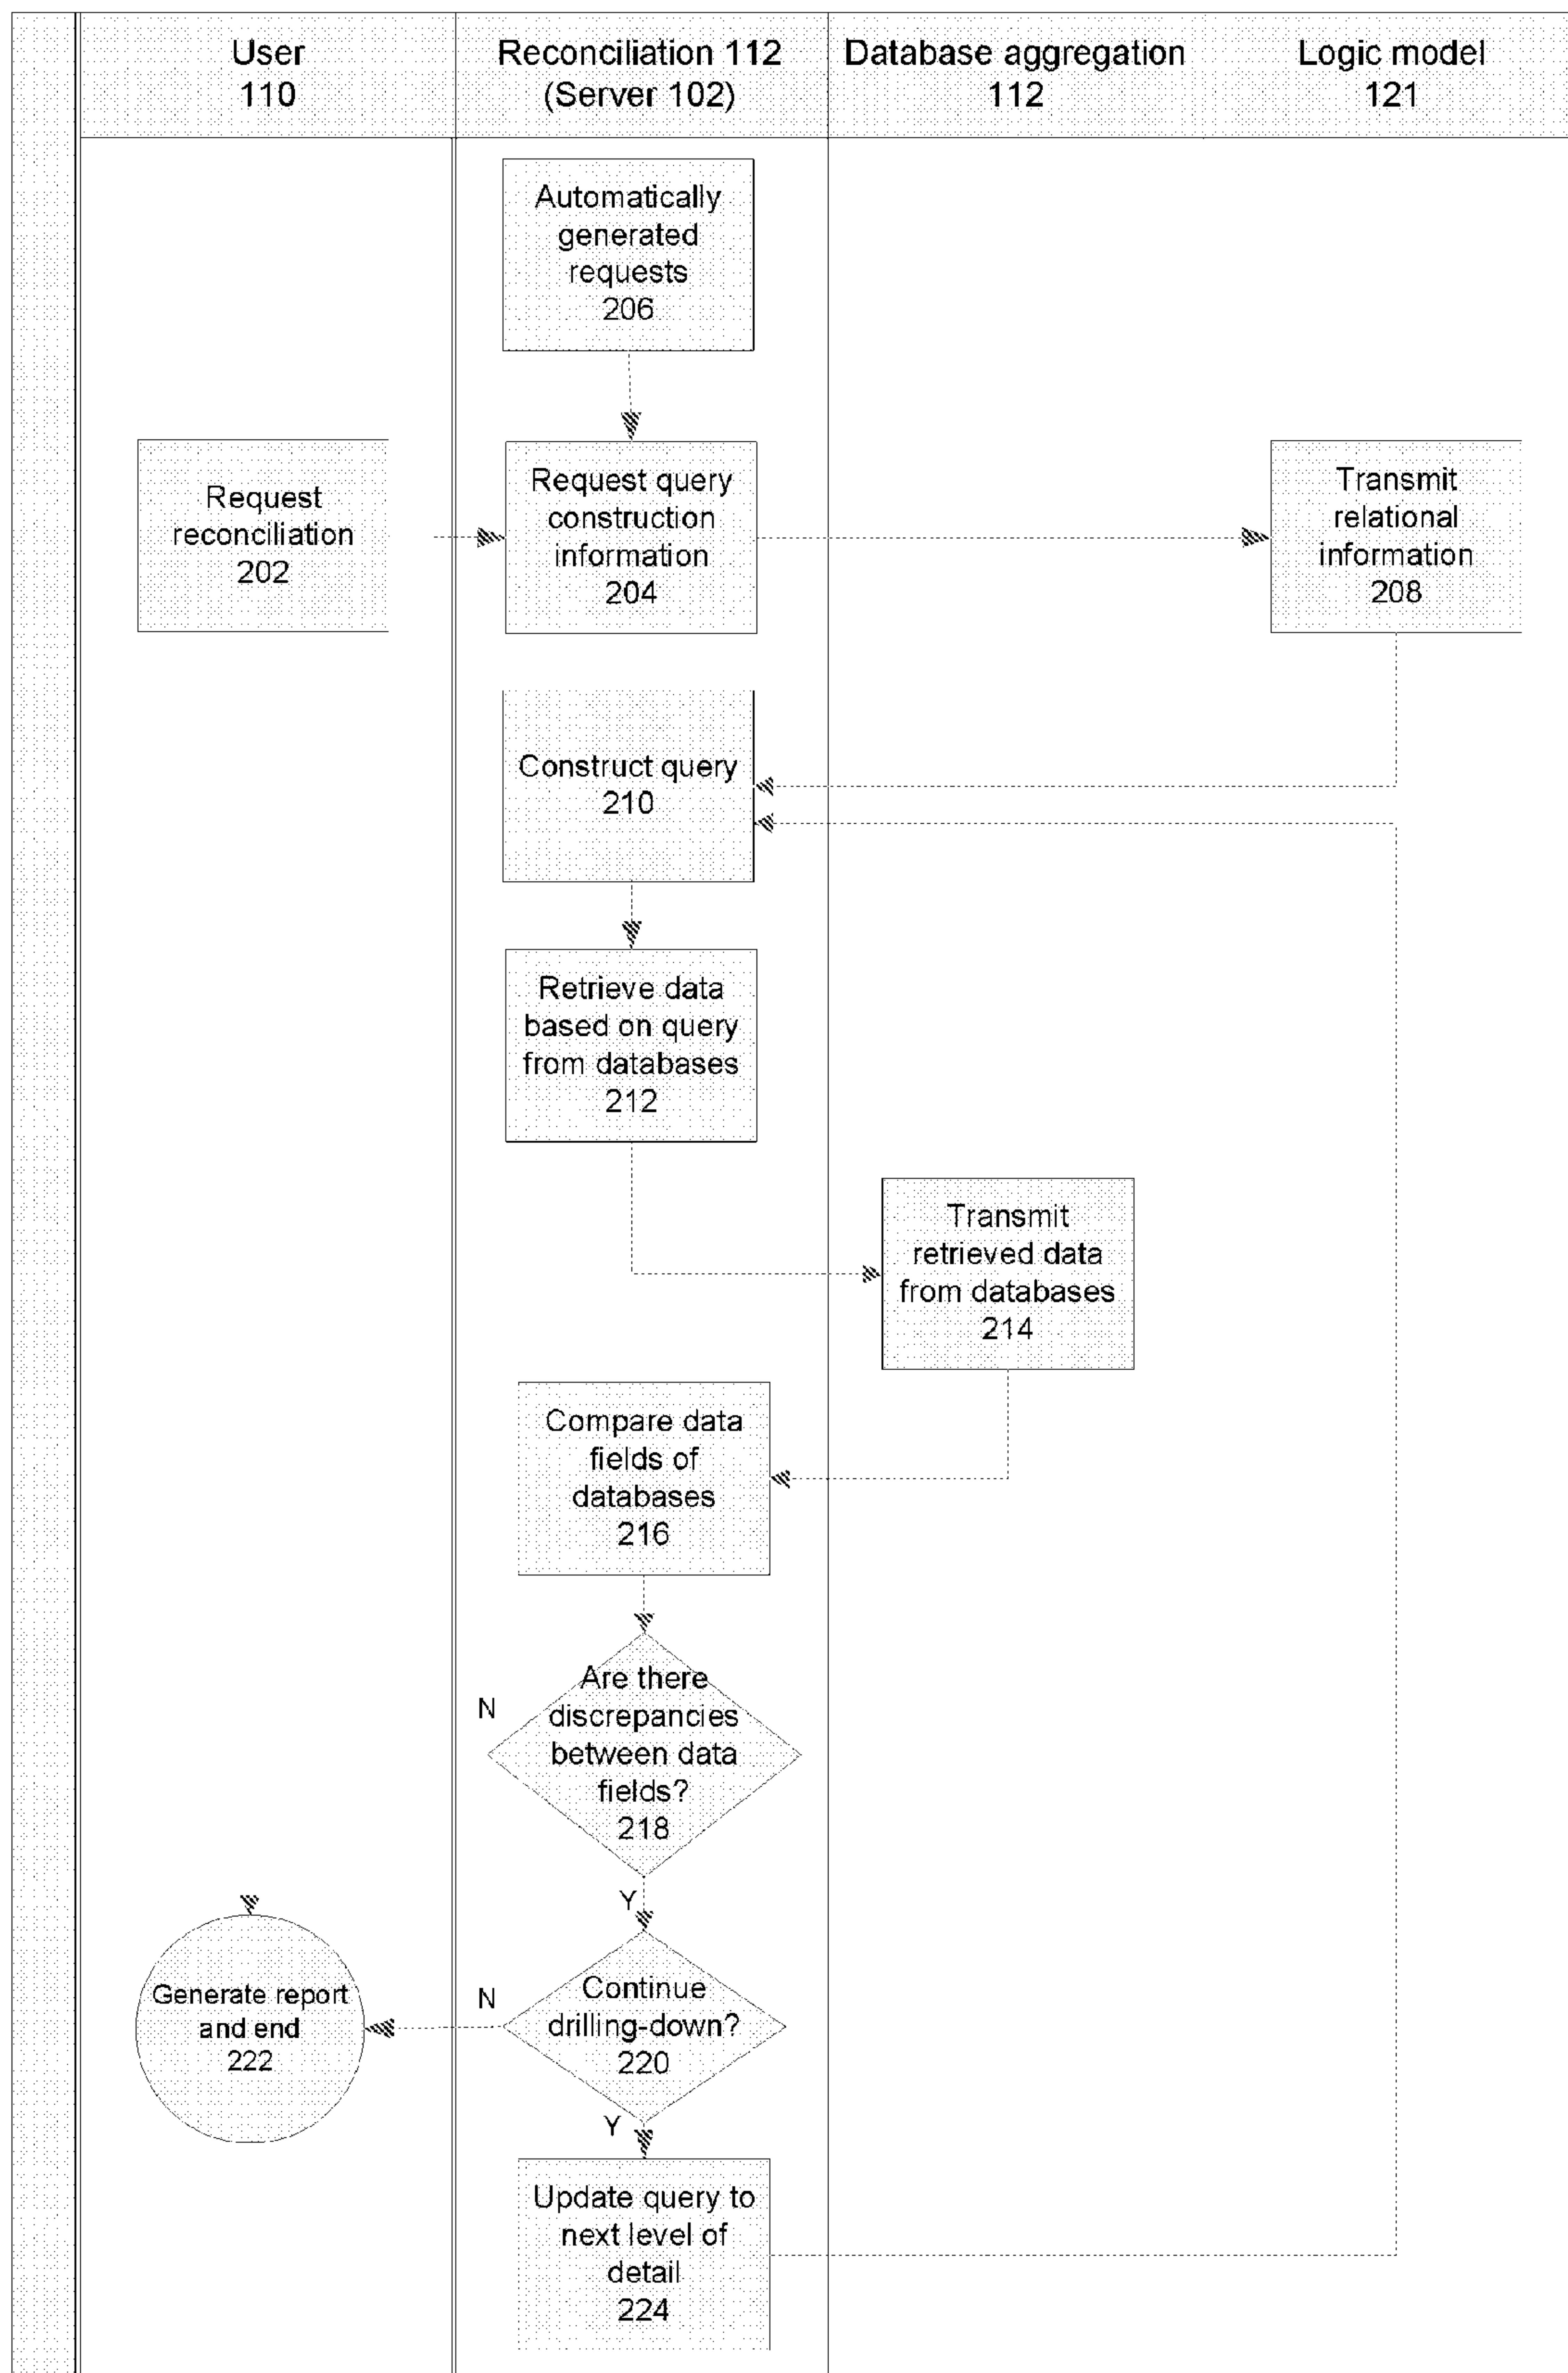 User
110
Reconciliation 112
(Server 102)
Database aggregation
112
Logic model
121
Automatically
generated
requests
206
Request
reconciliation
202
Request query
construction
information
204
Transmit
relational
information
208
Construct query
210
Retrieve data
based on query
from databases
212
Transmit
retrieved data
from databases
214
Compare data
fields of
databases
216
Are there
discrepancies
between data
fields?
218
N
Y
Continue
drilling-down?
220
N
Generate report
and end
222
Y
Update query to
next level of
detail
224